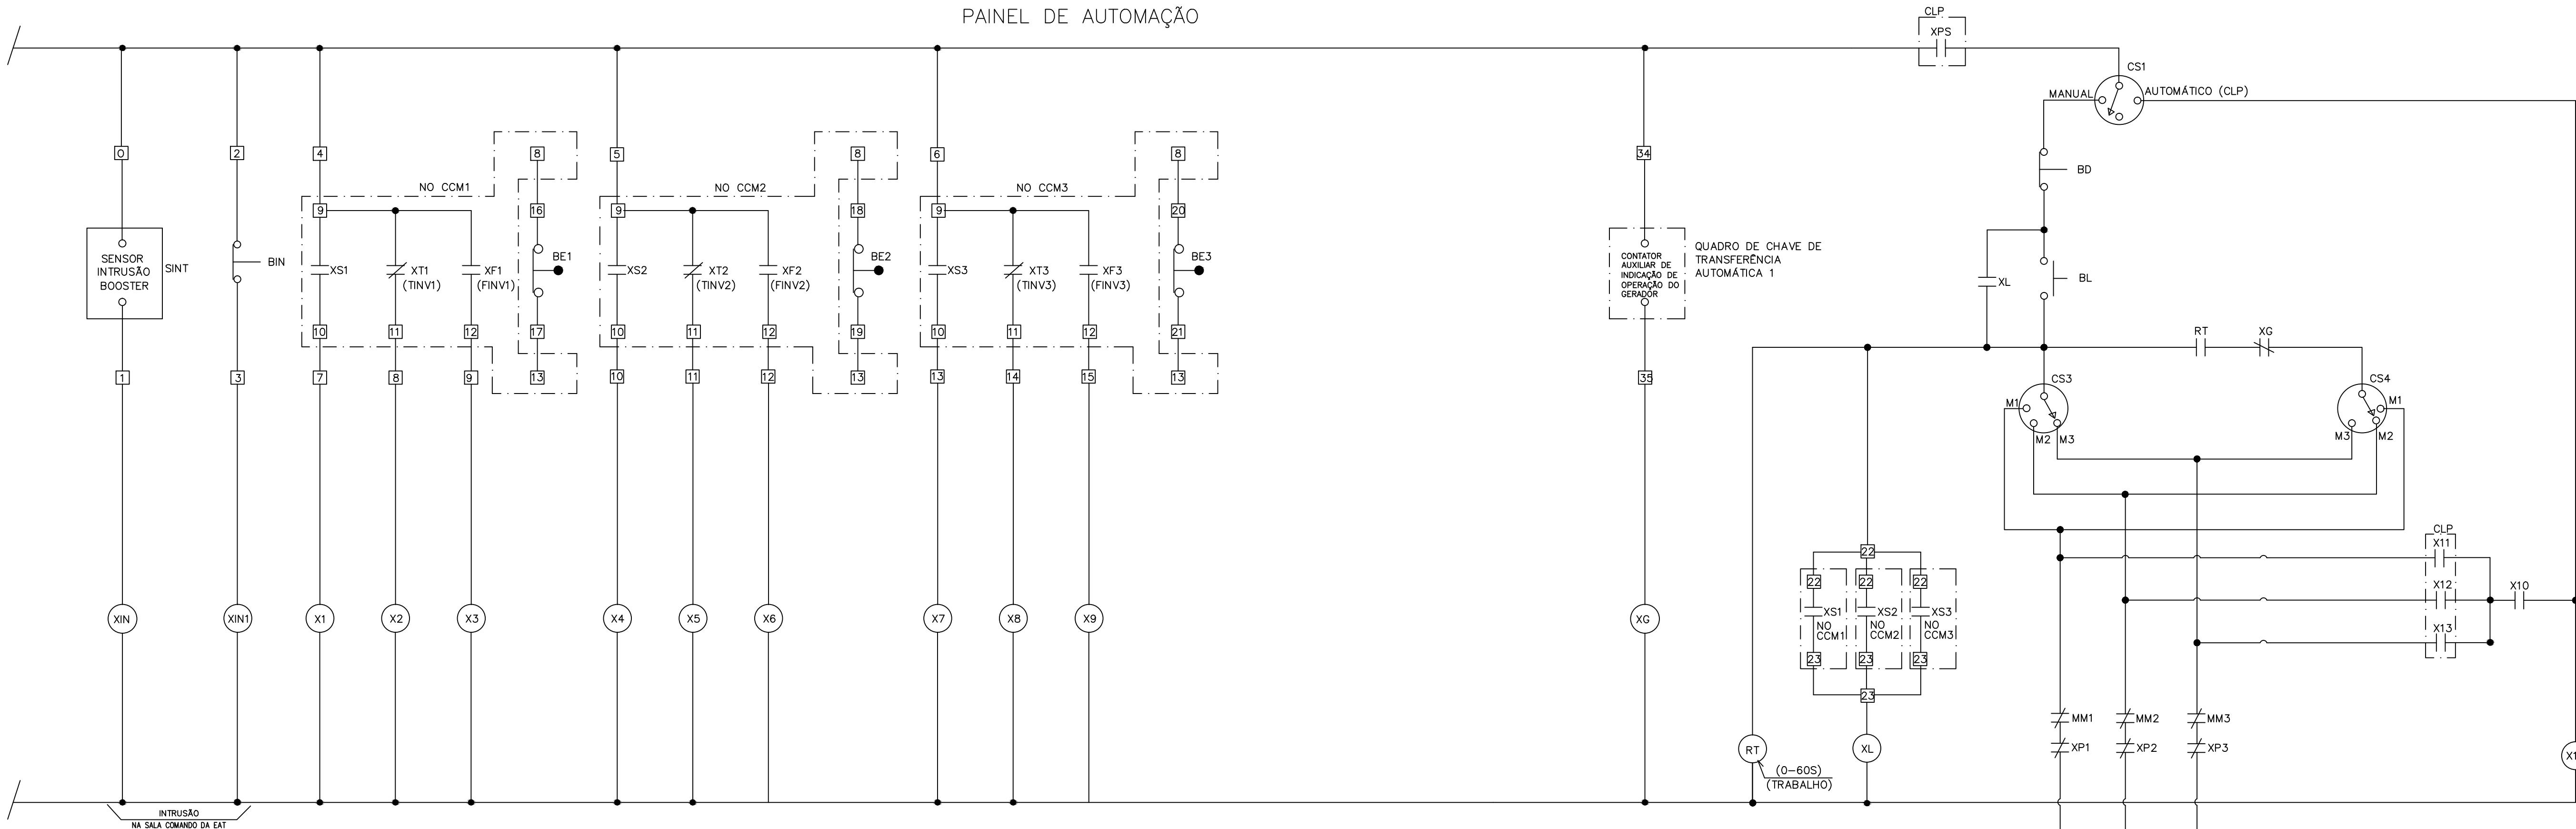 PAINEL DE AUTOMAÇÃO
CLP
XPS
CS1
MANUAL
AUTOMÁTICO (CLP)
0
2
4
8
5
8
6
8
34
BD
NO CCM1
NO CCM2
NO CCM3
9
16
9
18
9
20
SENSOR
INTRUSÃO
BOOSTER
SINT
BIN
XS1
XT1
(TINV1)
XF1
(FINV1)
BE1
XS2
XT2
(TINV2)
XF2
(FINV2)
BE2
XS3
XT3
(TINV3)
XF3
(FINV3)
BE3
CONTATOR
AUXILIAR DE
INDICAÇÃO DE
OPERAÇÃO DO
GERADOR
QUADRO DE CHAVE DE
TRANSFERÊNCIA
AUTOMÁTICA 1
XL
BL
10
11
12
17
10
11
12
19
10
11
12
21
RT
XG
1
3
7
8
9
13
10
11
12
13
13
14
15
13
35
CS3
CS4
M1
M2
M3
M1
M3
M2
CLP
X11
X12
X13
X10
22
22
22
22
XS1
NO
CCM1
XS2
NO
CCM2
XS3
NO
CCM3
23
23
23
23
XIN
XIN1
X1
X2
X3
X4
X5
X6
X7
X8
X9
XG
MM1
MM2
MM3
XP1
XP2
XP3
RT
XL
(0-60S)
(TRABALHO)
INTRUSÃO
NA SALA COMANDO DA EAT